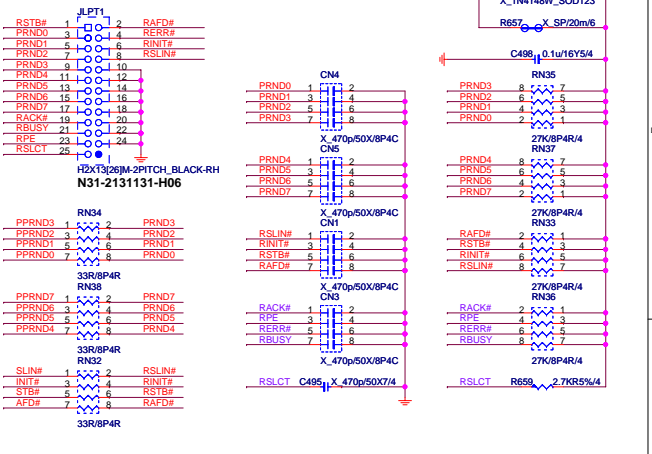 X_1N4148W_SOD123
R657 X_SP/20m/6
C498 0.1u/16Y5/4
JLPT1
RSTB# 1 2 RAFD#
PRND0 3 4 RERR#
PRND1 5 6 RINIT#
PRND2 7 8 RSLIN#
PRND3 9 10
PRND4 11 12
PRND5 13 14
PRND6 15 16
PRND7 17 18
RACK# 19 20
RBUSY 21 22
RPE 23 24
RSLCT 25
H2X13[26]M-2PITCH_BLACK-RH
N31-2131131-H06
RN34
PPRND3 1 2 PRND3
PPRND2 3 4 PRND2
PPRND1 5 6 PRND1
PPRND0 7 8 PRND0
33R/8P4R
RN38
PPRND7 1 2 PRND7
PPRND6 3 4 PRND6
PPRND5 5 6 PRND5
PPRND4 7 8 PRND4
33R/8P4R
RN32
SLIN# 1 2 RSLIN#
INIT# 3 4 RINIT#
STB# 5 6 RSTB#
AFD# 7 8 RAFD#
33R/8P4R
CN4
PRND0 1 2
PRND1 3 4
PRND2 5 6
PRND3 7 8
X_470p/50X/8P4C
CN5
PRND4 1 2
PRND5 3 4
PRND6 5 6
PRND7 7 8
X_470p/50X/8P4C
CN1
RSLIN# 1 2
RINIT# 3 4
RSTB# 5 6
RAFD# 7 8
X_470p/50X/8P4C
CN3
RACK# 1 2
RPE 3 4
RERR# 5 6
RBUSY 7 8
X_470p/50X/8P4C
RSLCT C495 X_470p/50X7/4
RN35
PRND3 8 7
PRND2 6 5
PRND1 4 3
PRND0 2 1
27K/8P4R/4
RN37
PRND4 8 7
PRND5 6 5
PRND6 4 3
PRND7 2 1
27K/8P4R/4
RN33
RAFD# 2 1
RSTB# 4 3
RINIT# 6 5
RSLIN# 8 7
27K/8P4R/4
RN36
RACK# 2 1
RPE 4 3
RERR# 6 5
RBUSY 8 7
27K/8P4R/4
RSLCT R659 2.7KR5%/4